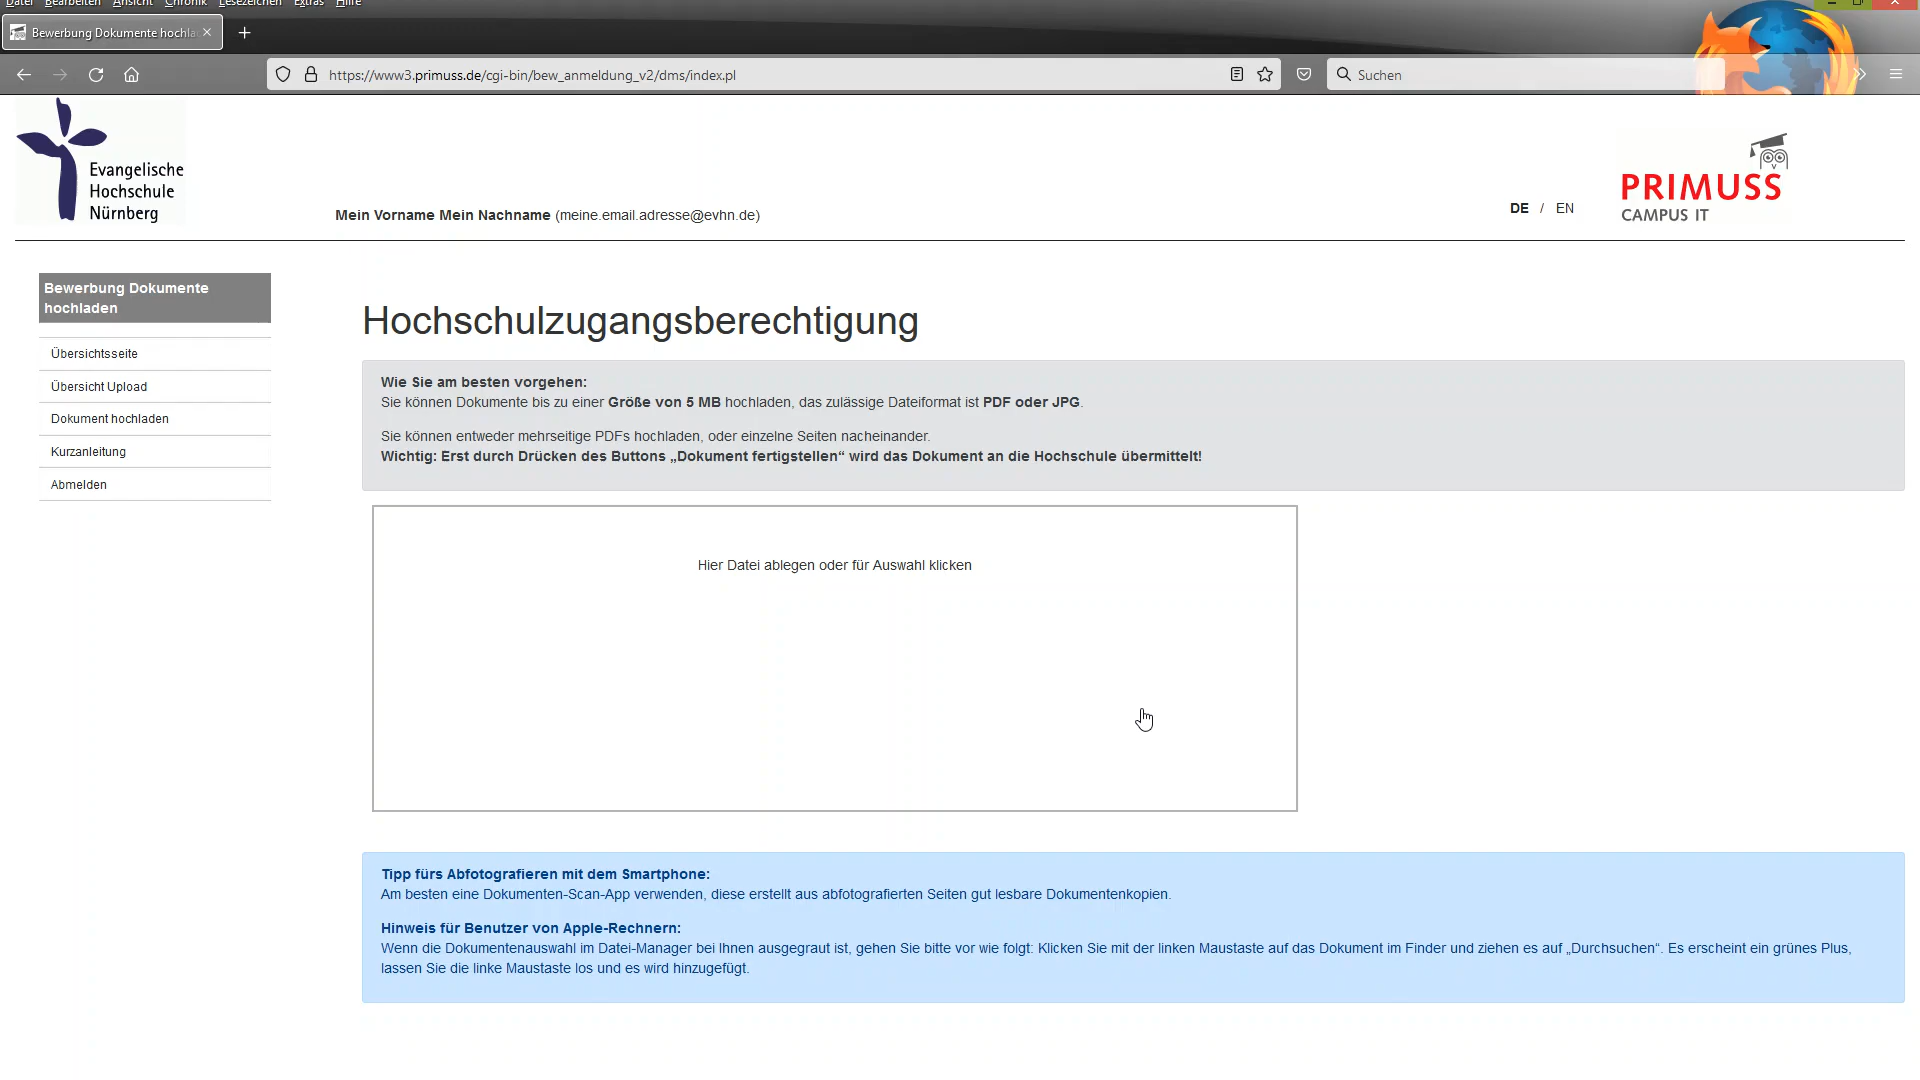 Datei Bearbeiten Ansicht Chronik Lesezeichen Extras Hilfe
Bewerbung Dokumente hochla
https://www3.primuss.de/cgi-bin/bew_anmeldung_v2/dms/index.pl
Suchen
Evangelische
Hochschule
Nürnberg
Mein Vorname Mein Nachname (meine.email.adresse@evhn.de)
DE / EN
PRIMUSS
CAMPUS IT
Bewerbung Dokumente
hochladen
Übersichtsseite
Übersicht Upload
Dokument hochladen
Kurzanleitung
Abmelden
Hochschulzugangsberechtigung
Wie Sie am besten vorgehen:
Sie können Dokumente bis zu einer Größe von 5 MB hochladen, das zulässige Dateiformat ist PDF oder JPG.
Sie können entweder mehrseitige PDFs hochladen, oder einzelne Seiten nacheinander.
Wichtig: Erst durch Drücken des Buttons „Dokument fertigstellen“ wird das Dokument an die Hochschule übermittelt!
Hier Datei ablegen oder für Auswahl klicken
Tipp fürs Abfotografieren mit dem Smartphone:
Am besten eine Dokumenten-Scan-App verwenden, diese erstellt aus abfotografierten Seiten gut lesbare Dokumentenkopien.
Hinweis für Benutzer von Apple-Rechnern:
Wenn die Dokumentenauswahl im Datei-Manager bei Ihnen ausgegraut ist, gehen Sie bitte vor wie folgt: Klicken Sie mit der linken Maustaste auf das Dokument im Finder und ziehen es auf „Durchsuchen“. Es erscheint ein grünes Plus,
lassen Sie die linke Maustaste los und es wird hinzugefügt.